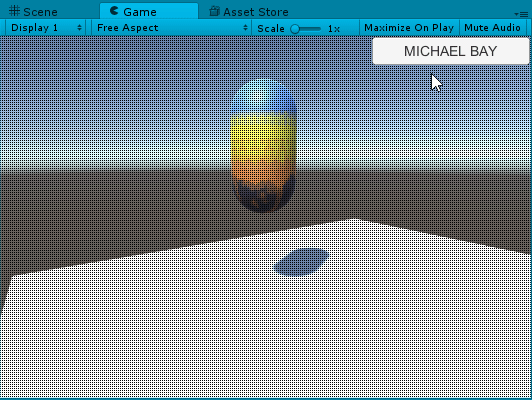 Scene Game Asset Store
Display 1 Free Aspect Scale 1x Maximize On Play Mute Audio
MICHAEL BAY